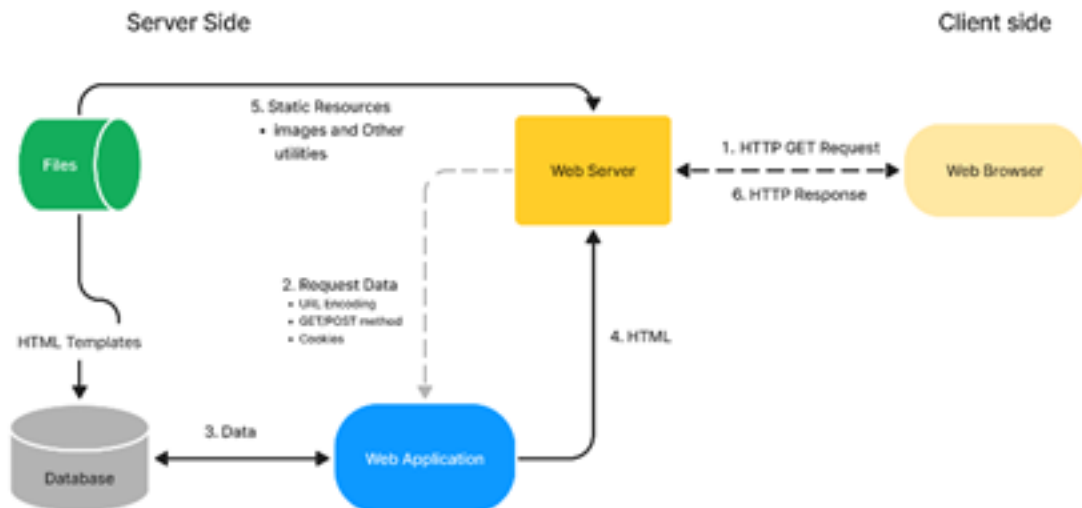 Server Side
Client side
5. Static Resources
• images and Other
utilities
Files
Web Server
1. HTTP GET Request
6. HTTP Response
Web Browser
2. Request Data
• URL Encoding
• GET/POST method
• Cookies
HTML Templates
4. HTML
3. Data
Database
Web Application